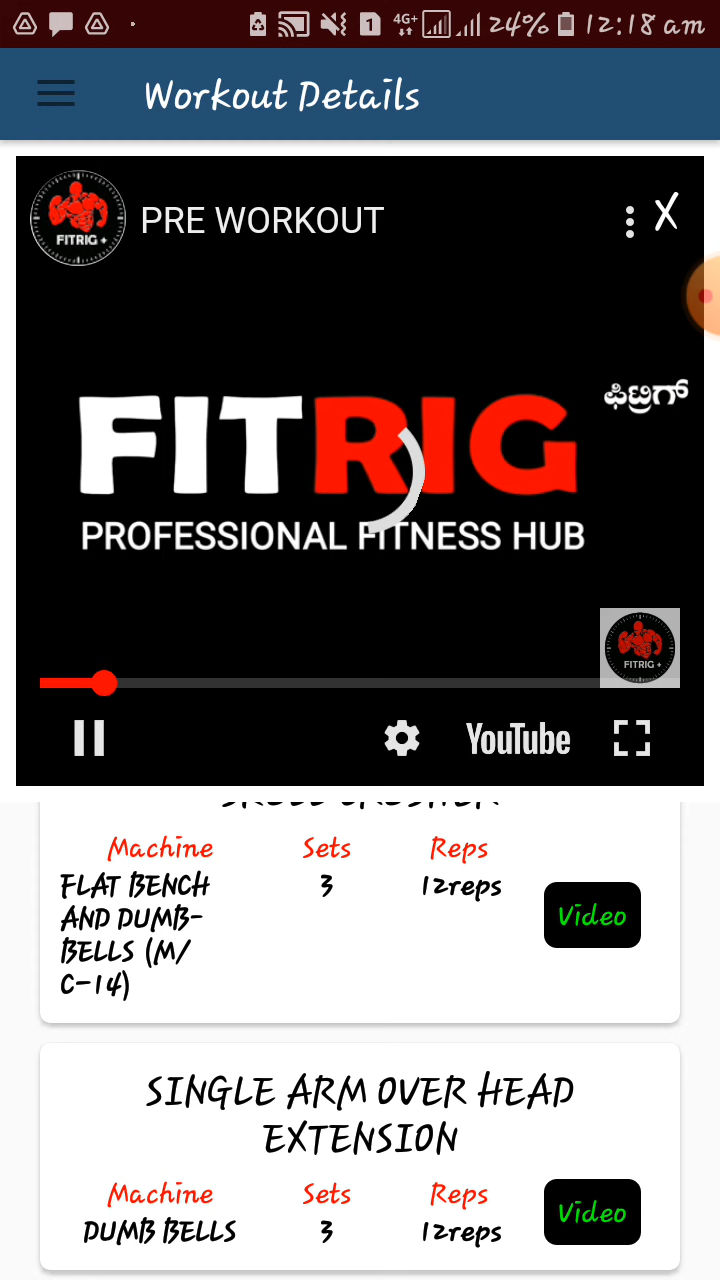 1 4G+ 24% 12:18 am
Workout Details
FITRIG +
PRE WORKOUT
X
ಫಿಟ್ರಿಗ್
FITRIG
PROFESSIONAL FITNESS HUB
FITRIG +
YouTube
Machine Sets Reps
FLAT BENCH 3 12reps
AND DUMB-
BELLS (M/
C-14)
Video
SINGLE ARM OVER HEAD
EXTENSION
Machine Sets Reps
DUMB BELLS 3 12reps
Video